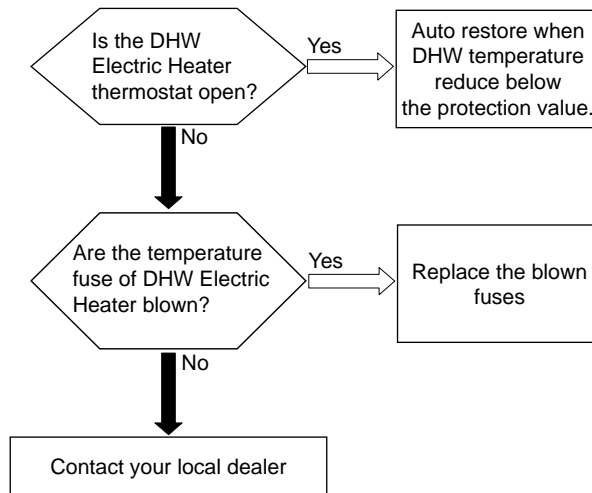 Is the DHW
Electric Heater
thermostat open?
Yes
Auto restore when
DHW temperature
reduce below
the protection value.
No
Are the temperature
fuse of DHW Electric
Heater blown?
Yes
Replace the blown
fuses
No
Contact your local dealer